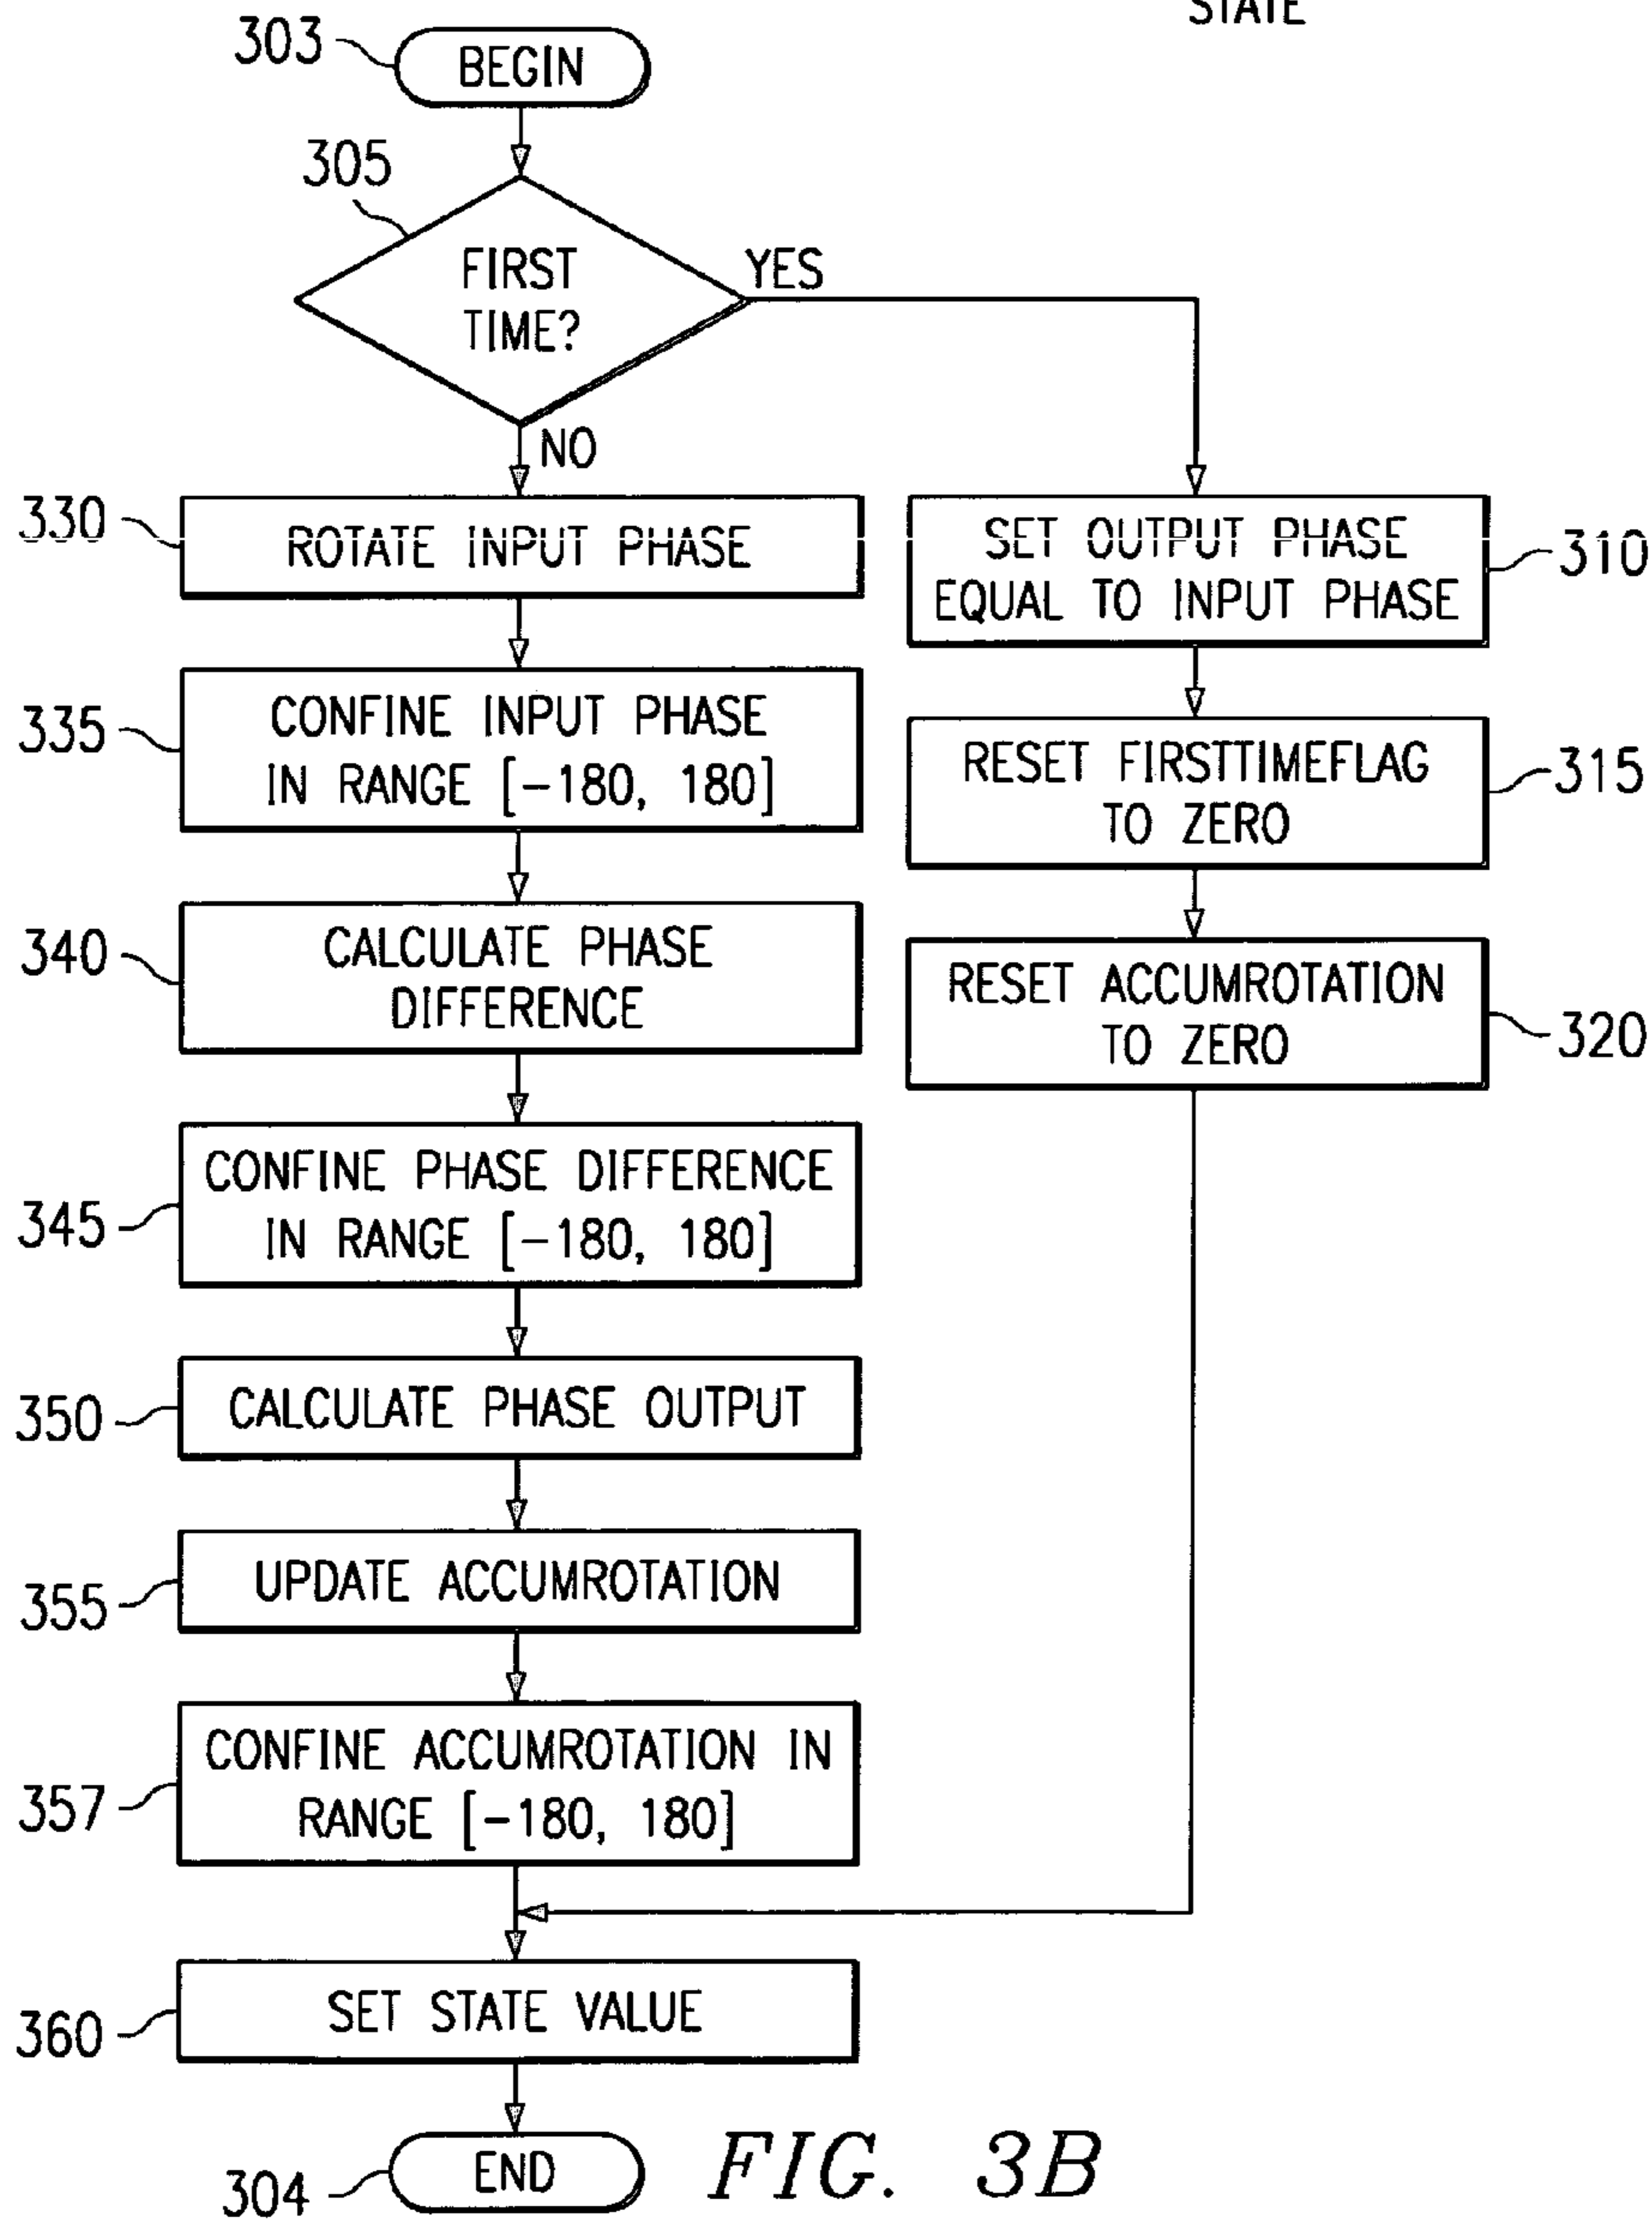 STATE
303
BEGIN
305
FIRST
TIME?
YES
NO
330
ROTATE INPUT PHASE
SET OUTPUT PHASE
EQUAL TO INPUT PHASE
310
335
CONFINE INPUT PHASE
IN RANGE [-180, 180]
RESET FIRSTTIMEFLAG
TO ZERO
315
340
CALCULATE PHASE
DIFFERENCE
RESET ACCUMROTATION
TO ZERO
320
345
CONFINE PHASE DIFFERENCE
IN RANGE [-180, 180]
350
CALCULATE PHASE OUTPUT
355
UPDATE ACCUMROTATION
357
CONFINE ACCUMROTATION IN
RANGE [-180, 180]
360
SET STATE VALUE
304
END
FIG. 3B